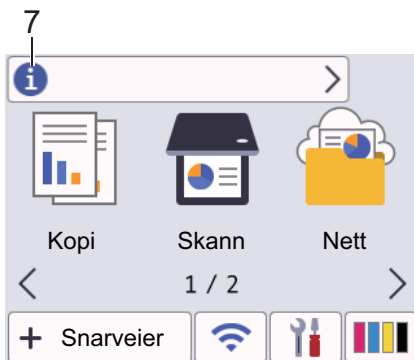 7
i
Kopi Skann Nett
1 / 2
+ Snarveier